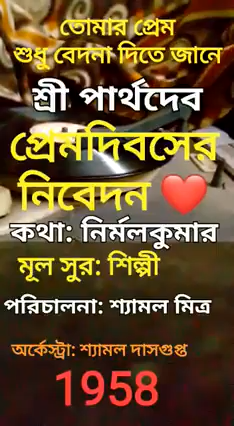 তোমার প্রেম
শুধু বেদনা দিতে জানে
শ্রী পার্থদেব
প্রেমদিবসের
নিবেদন ❤️
কথা: নির্মলকুমার
মূল সুর: শিল্পী
পরিচালনা: শ্যামল মিত্র
অর্কেস্ট্রা: শ্যামল দাসগুপ্ত
1958